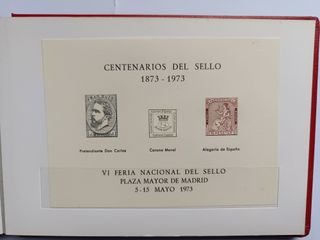 CENTENARIOS DEL SELLO
1873 - 1973
Pretendiente Don Carlos
Corona Moral
Alegoría de España
VI FERIA NACIONAL DEL SELLO
PLAZA MAYOR DE MADRID
5 - 15 MAYO 1973